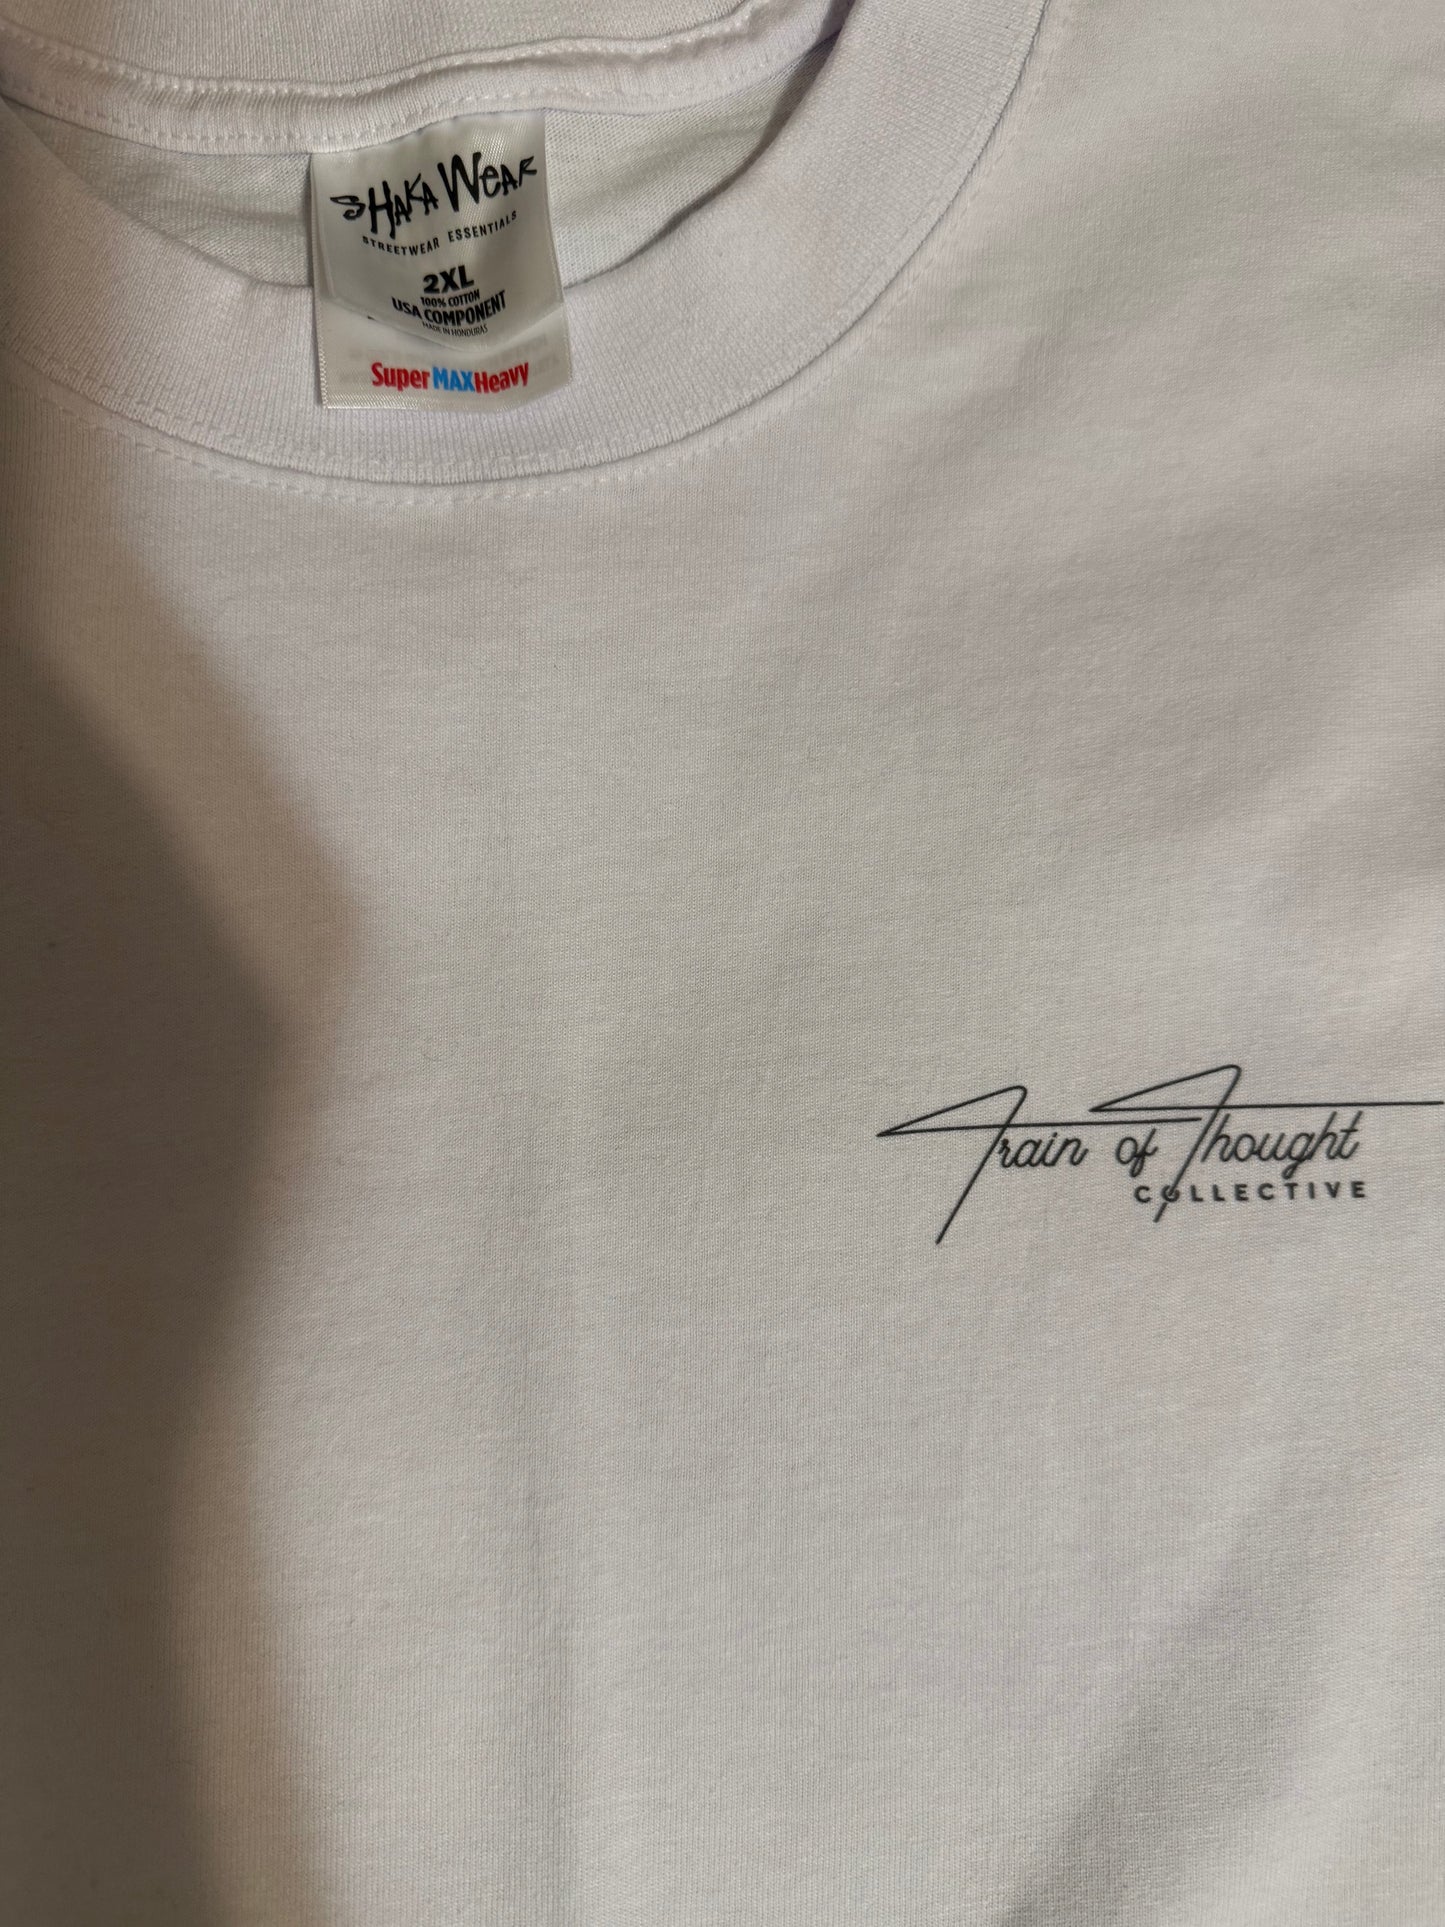 SHAKA WEAR
STREETWEAR ESSENTIALS
2XL
100% COTTON
USA COMPONENT
MADE IN HONDURAS
SuperMAXHeavy
Train of Thought
COLLECTIVE